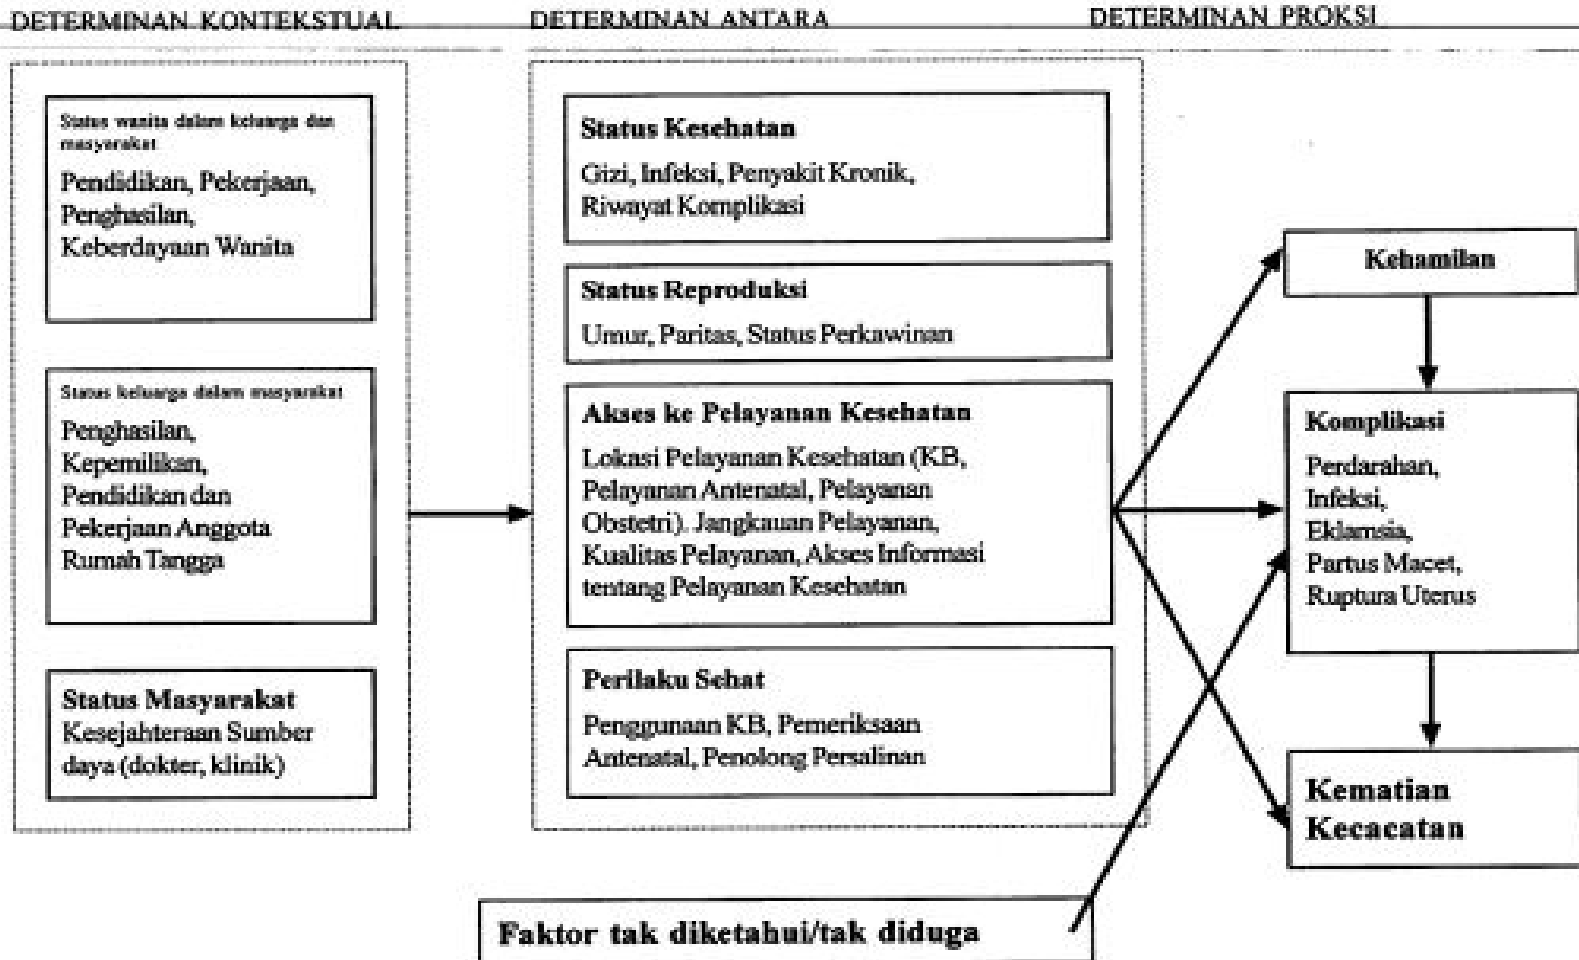 DETERMINAN KONTEKSTUAL
DETERMINAN ANTARA
DETERMINAN PROKSI
Status wanita dalam keluarga dan
masyarakat
Pendidikan, Pekerjaan,
Penghasilan,
Keberdayaan Wanita
Status keluarga dalam masyarakat
Penghasilan,
Kepemilikan,
Pendidikan dan
Pekerjaan Anggota
Rumah Tangga
Status Masyarakat
Kesejahteraan Sumber
daya (dokter, klinik)
Status Kesehatan
Gizi, Infeksi, Penyakit Kronik,
Riwayat Komplikasi
Status Reproduksi
Umur, Paritas, Status Perkawinan
Akses ke Pelayanan Kesehatan
Lokasi Pelayanan Kesehatan (KB,
Pelayanan Antenatal, Pelayanan
Obstetri). Jangkauan Pelayanan,
Kualitas Pelayanan, Akses Informasi
tentang Pelayanan Kesehatan
Perilaku Sehat
Penggunaan KB, Pemeriksaan
Antenatal, Penolong Persalinan
Kehamilan
Komplikasi
Perdarahan,
Infeksi,
Eklamsia,
Partus Macet,
Ruptura Uterus
Kematian
Kecacatan
Faktor tak diketahui/tak diduga